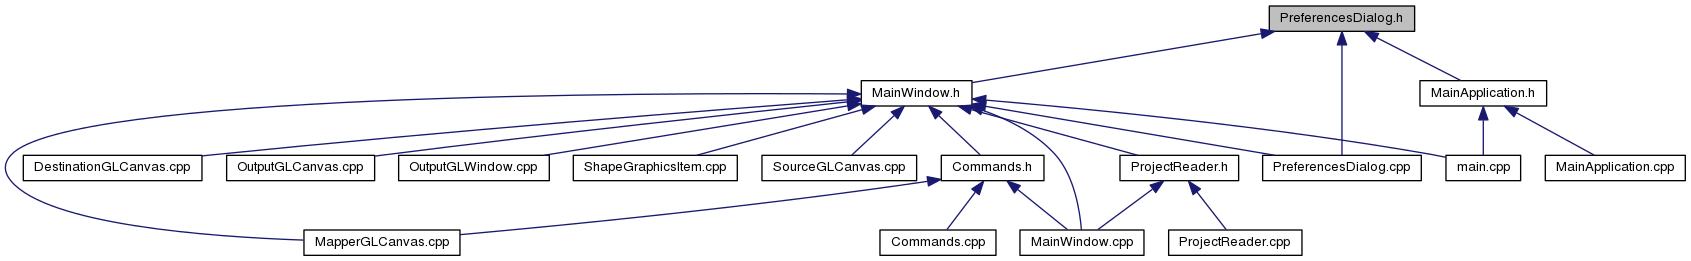 PreferencesDialog.h
MainWindow.h
MainApplication.h
DestinationGLCanvas.cpp
OutputGLCanvas.cpp
OutputGLWindow.cpp
ShapeGraphicsItem.cpp
SourceGLCanvas.cpp
Commands.h
ProjectReader.h
PreferencesDialog.cpp
main.cpp
MainApplication.cpp
MapperGLCanvas.cpp
Commands.cpp
MainWindow.cpp
ProjectReader.cpp